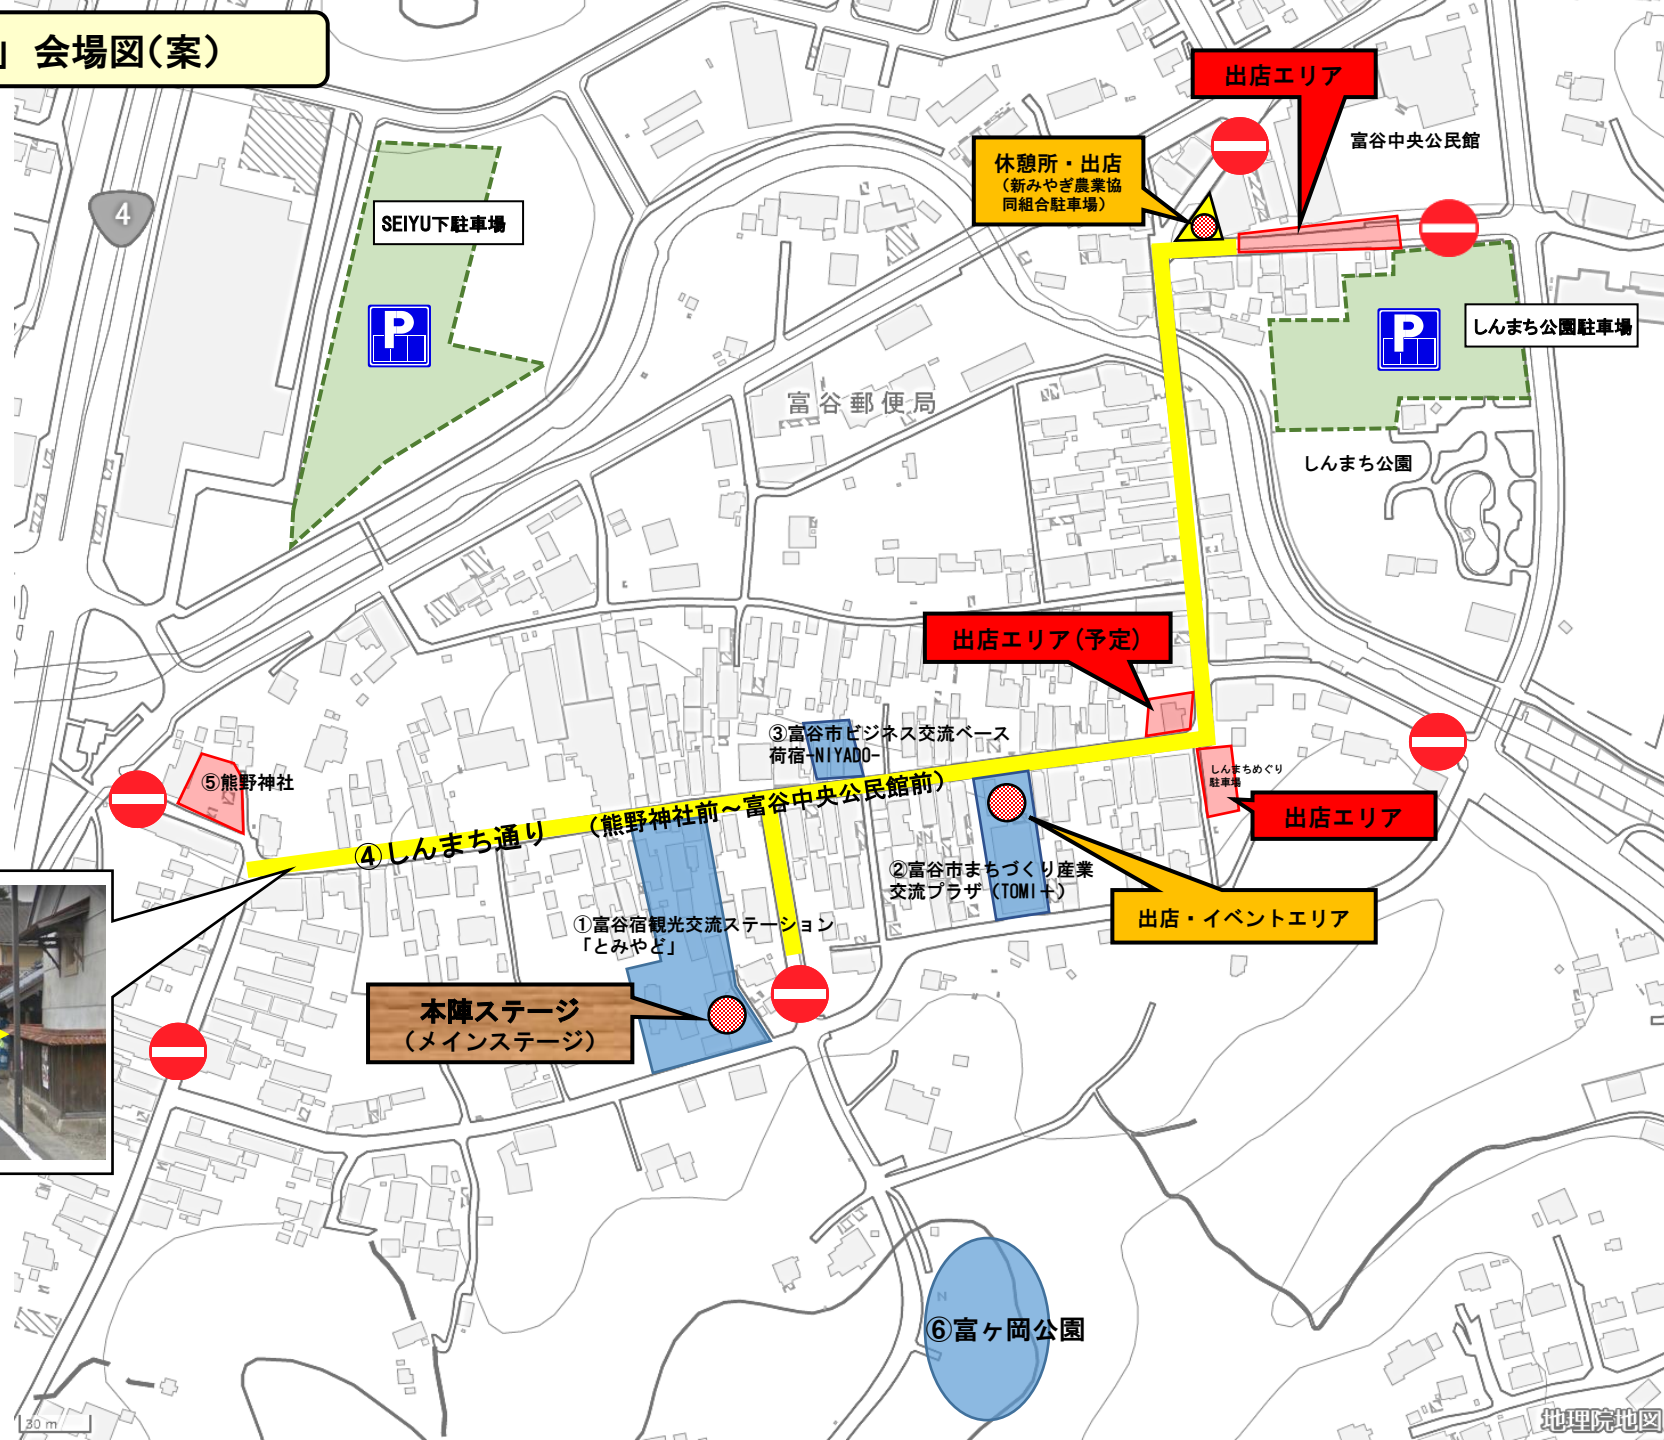 」 会場図(案)
出店エリア
富谷中央公民館
休憩所・出店
(新みやぎ農業協
同組合駐車場)
4
SEIYU下駐車場
P
P
しんまち公園駐車場
富谷郵便局
しんまち公園
出店エリア(予定)
③富谷市ビジネス交流ベース
荷宿-NIYADO-
しんまちめぐり
駐車場
⑤熊野神社
出店エリア
④しんまち通り (熊野神社前~富谷中央公民館前)
②富谷市まちづくり産業
交流プラザ(TOMI+)
出店・イベントエリア
①富谷宿観光交流ステーション
「とみやど」
本陣ステージ
(メインステージ)
⑥富ケ岡公園
30 m
地理院地図